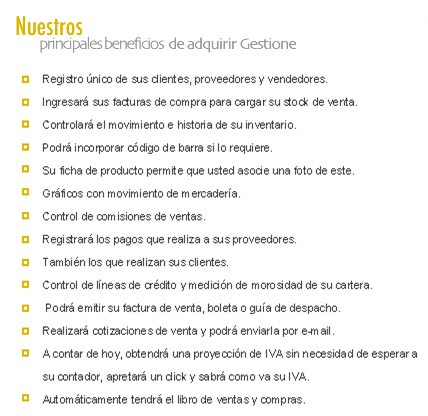 Nuestros
principales beneficios de adquirir Gestione
Registro único de sus clientes, proveedores y vendedores.
Ingresará sus facturas de compra para cargar su stock de venta.
Controlará el movimiento e historia de su inventario.
Podrá incorporar código de barra si lo requiere.
Su ficha de producto permite que usted asocie una foto de este.
Gráficos con movimiento de mercadería.
Control de comisiones de ventas.
Registrará los pagos que realiza a sus proveedores.
También los que realizan sus clientes.
Control de líneas de crédito y medición de morosidad de su cartera.
Podrá emitir su factura de venta, boleta o guía de despacho.
Realizará cotizaciones de venta y podrá enviarla por e-mail.
A contar de hoy, obtendrá una proyección de IVA sin necesidad de esperar a
su contador, apretará un click y sabrá como va su IVA.
Automáticamente tendrá el libro de ventas y compras.